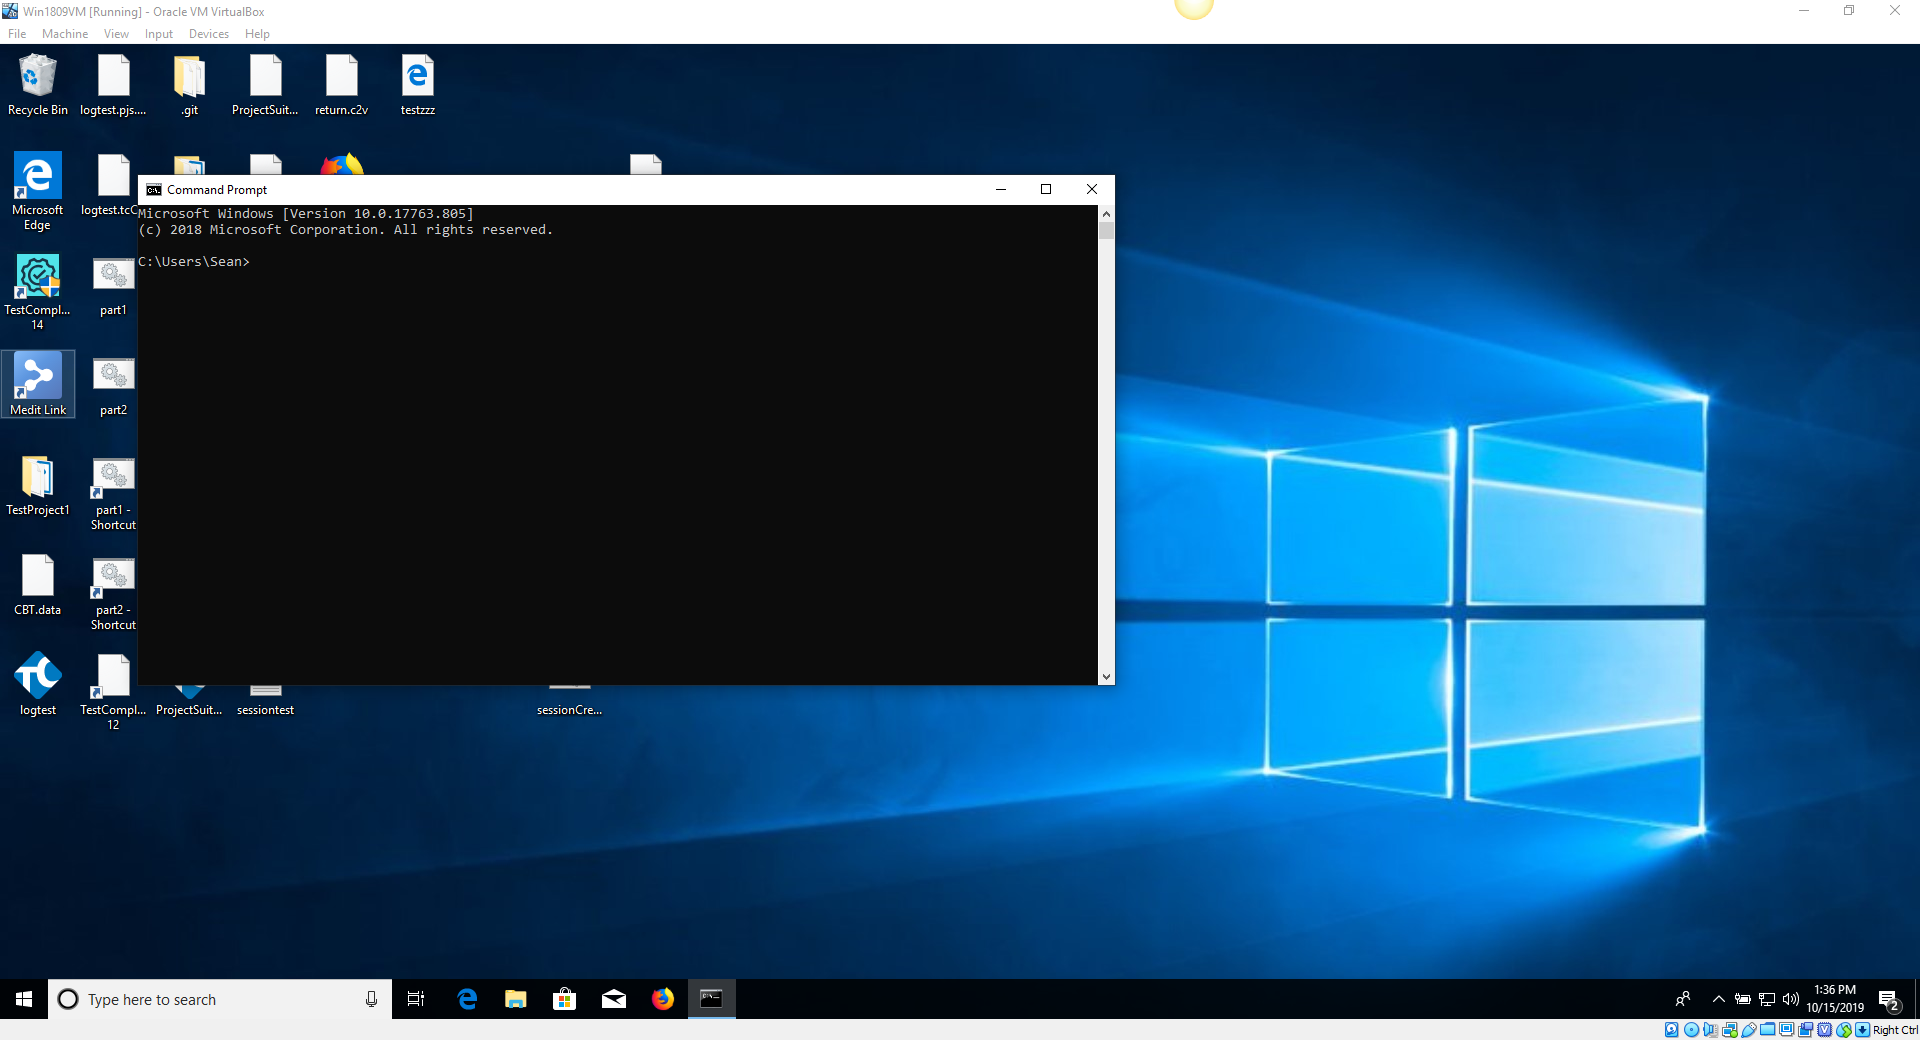 Win1809VM [Running] - Oracle VM VirtualBox
File Machine View Input Devices Help
Recycle Bin
logtest.pjs....
.git
ProjectSuit...
return.c2v
testzzz
Microsoft
Edge
logtest.tcC
Command Prompt
Microsoft Windows [Version 10.0.17763.805]
(c) 2018 Microsoft Corporation. All rights reserved.
C:\Users\Sean>
TestCompl...
14
part1
Medit Link
part2
TestProject1
part1 -
Shortcut
CBT.data
part2 -
Shortcut
logtest
TestCompl...
12
ProjectSuit...
sessiontest
sessionCre...
Type here to search
1:36 PM
10/15/2019
2
Right Ctrl